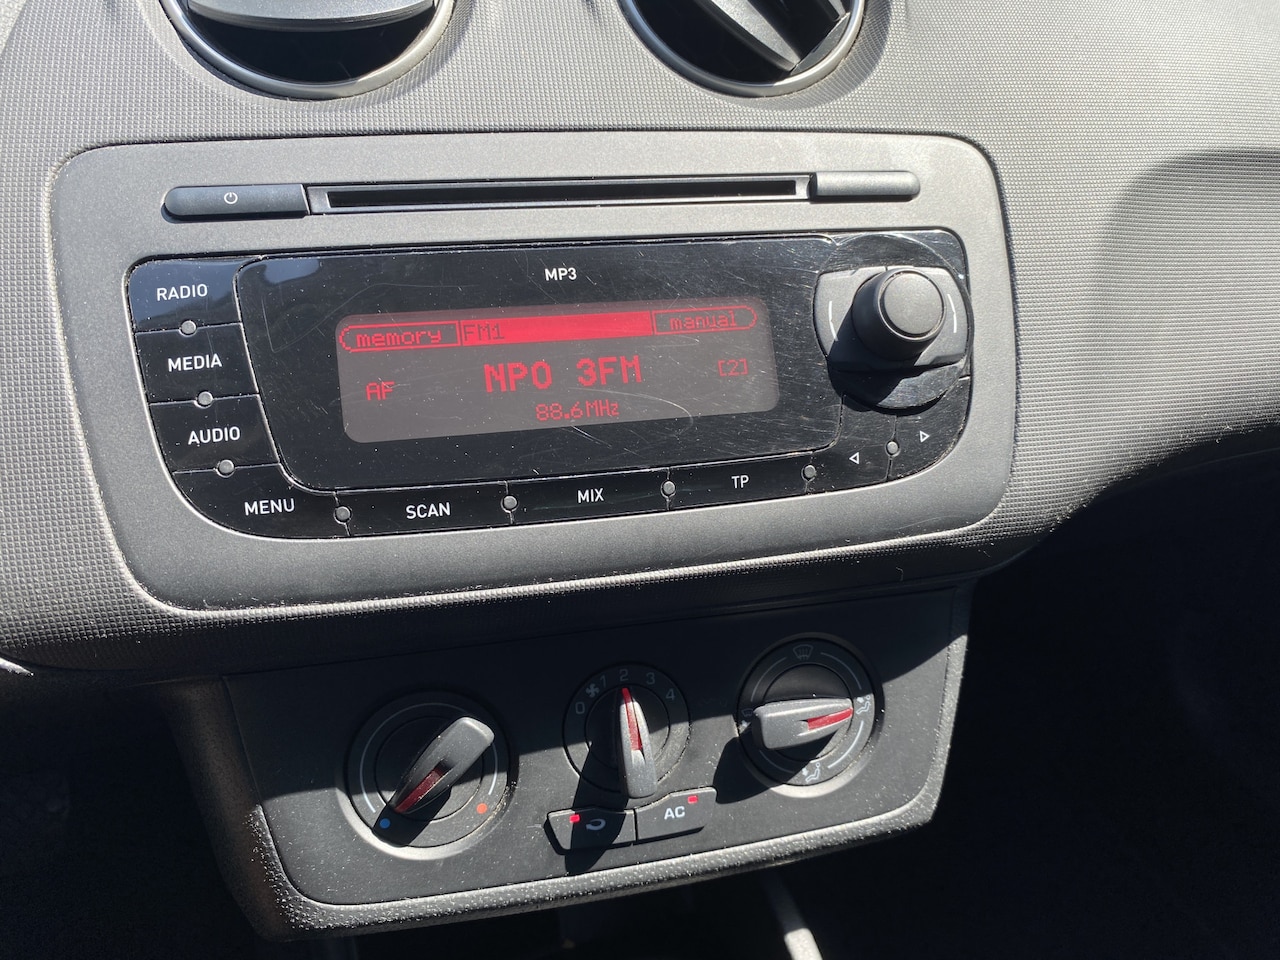 MP3
RADIO
MEDIA
AUDIO
MENU
memory FM1 manual
AF NPO 3FM [2]
88.6MHz
SCAN MIX TP
0 1 2 3 4
AC